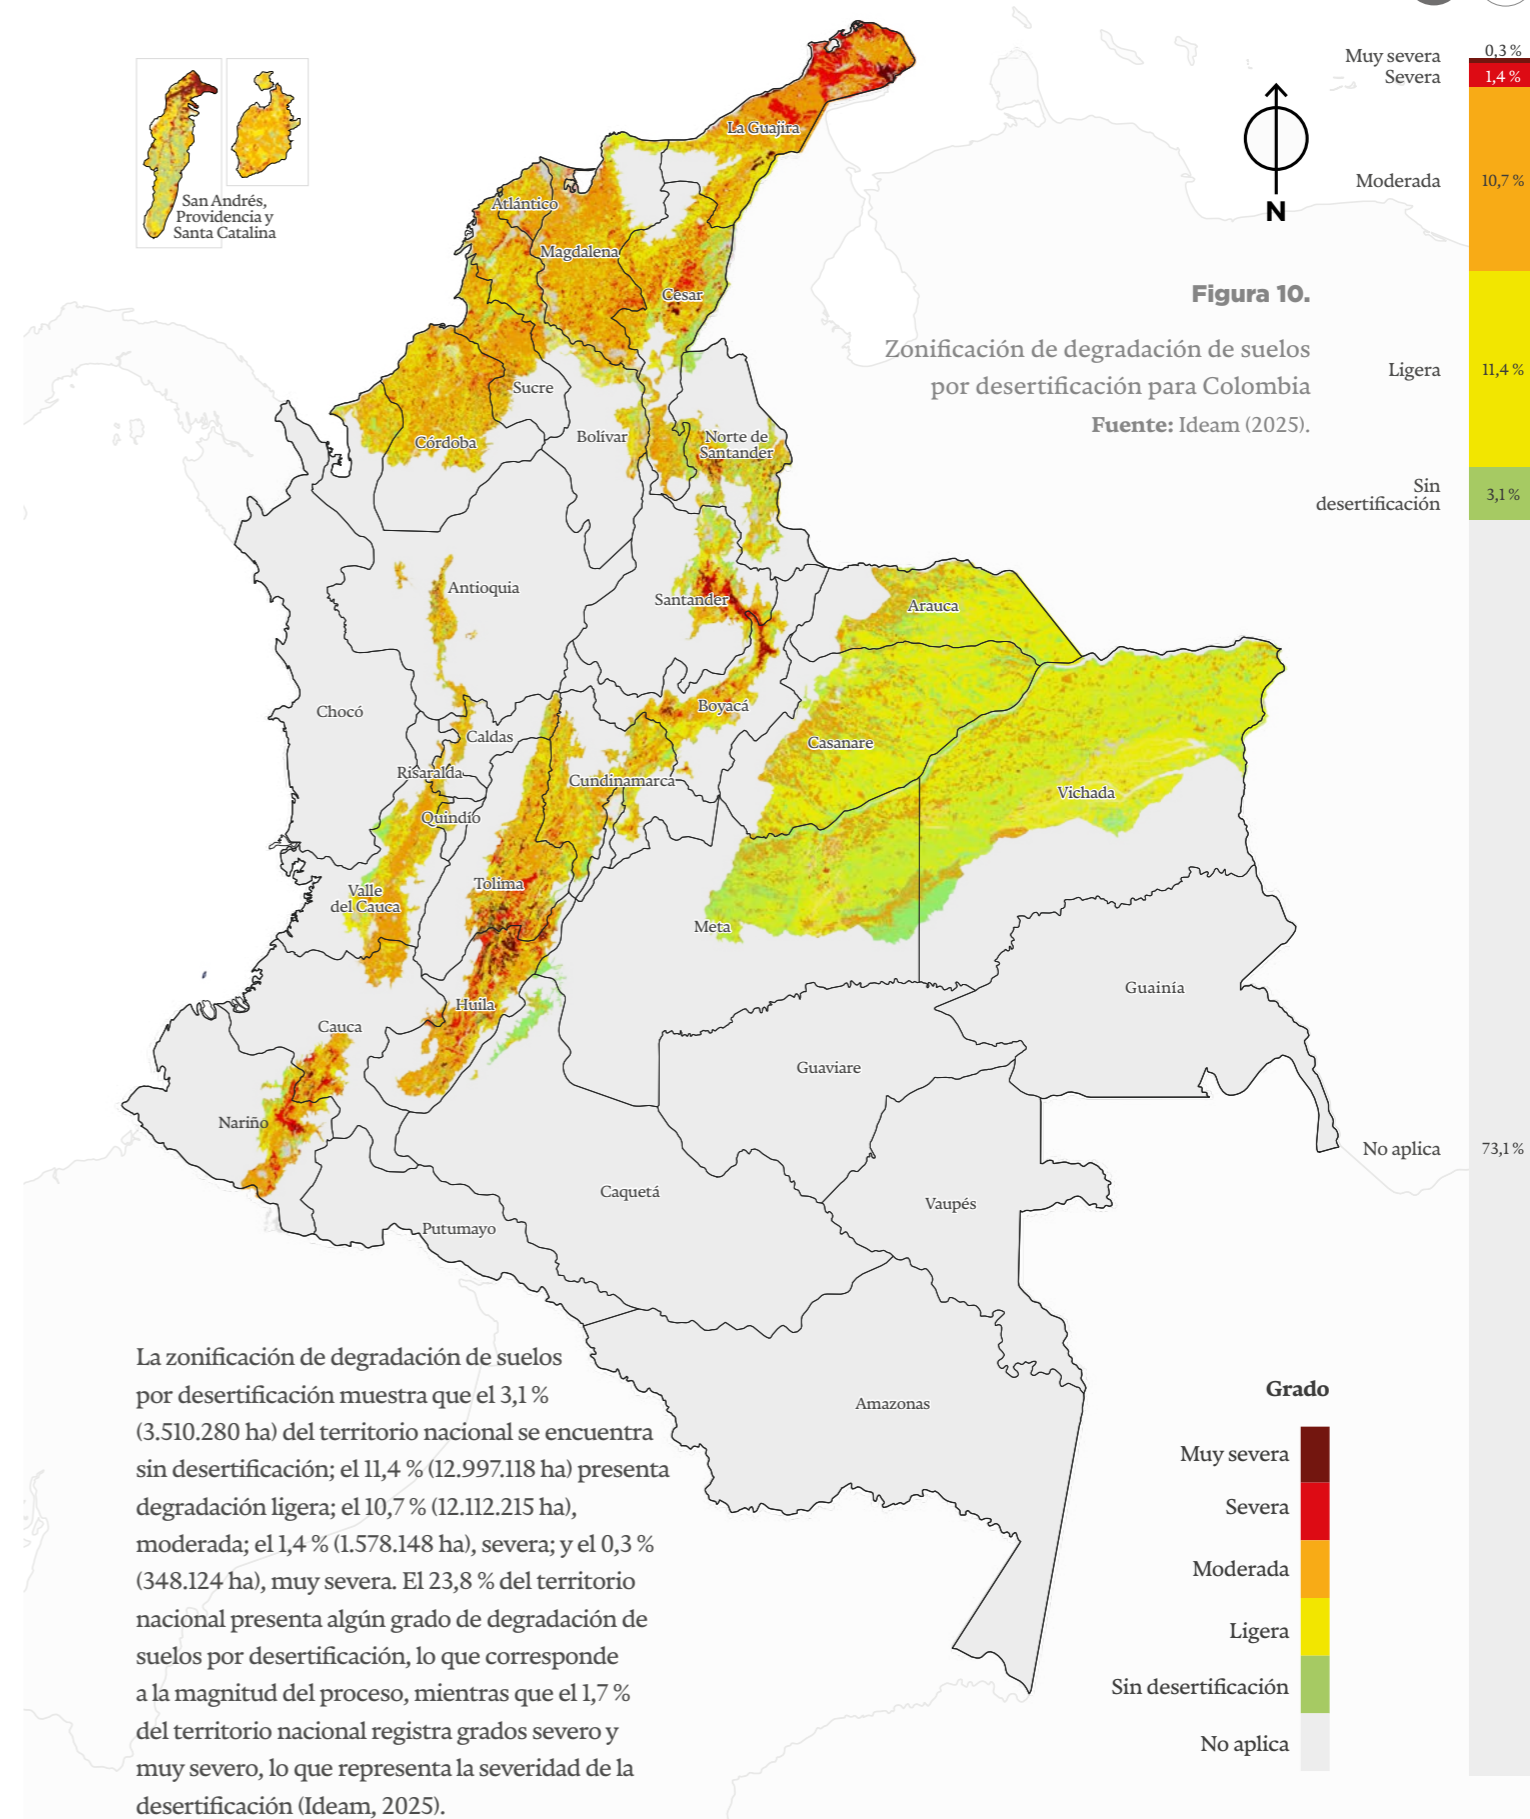 Muy severa
0,3 %
Severa
1,4 %
Moderada
10,7 %
Ligera
11,4 %
Sin
desertificación
3,1 %
No aplica
73,1 %
N
Figura 10.
Zonificación de degradación de suelos
por desertificación para Colombia
Fuente: Ideam (2025).
San Andrés,
Providencia y
Santa Catalina
La Guajira
Atlántico
Magdalena
Cesar
Sucre
Córdoba
Bolívar
Norte de
Santander
Antioquia
Santander
Arauca
Chocó
Caldas
Boyacá
Casanare
Risaralda
Cundinamarca
Vichada
Quindío
Tolima
Valle
del Cauca
Meta
Guainía
Huila
Cauca
Guaviare
Nariño
Caquetá
Vaupés
Putumayo
Amazonas
La zonificación de degradación de suelos
por desertificación muestra que el 3,1 %
(3.510.280 ha) del territorio nacional se encuentra
sin desertificación; el 11,4 % (12.997.118 ha) presenta
degradación ligera; el 10,7 % (12.112.215 ha),
moderada; el 1,4 % (1.578.148 ha), severa; y el 0,3 %
(348.124 ha), muy severa. El 23,8 % del territorio
nacional presenta algún grado de degradación de
suelos por desertificación, lo que corresponde
a la magnitud del proceso, mientras que el 1,7 %
del territorio nacional registra grados severo y
muy severo, lo que representa la severidad de la
desertificación (Ideam, 2025).
Grado
Muy severa
Severa
Moderada
Ligera
Sin desertificación
No aplica